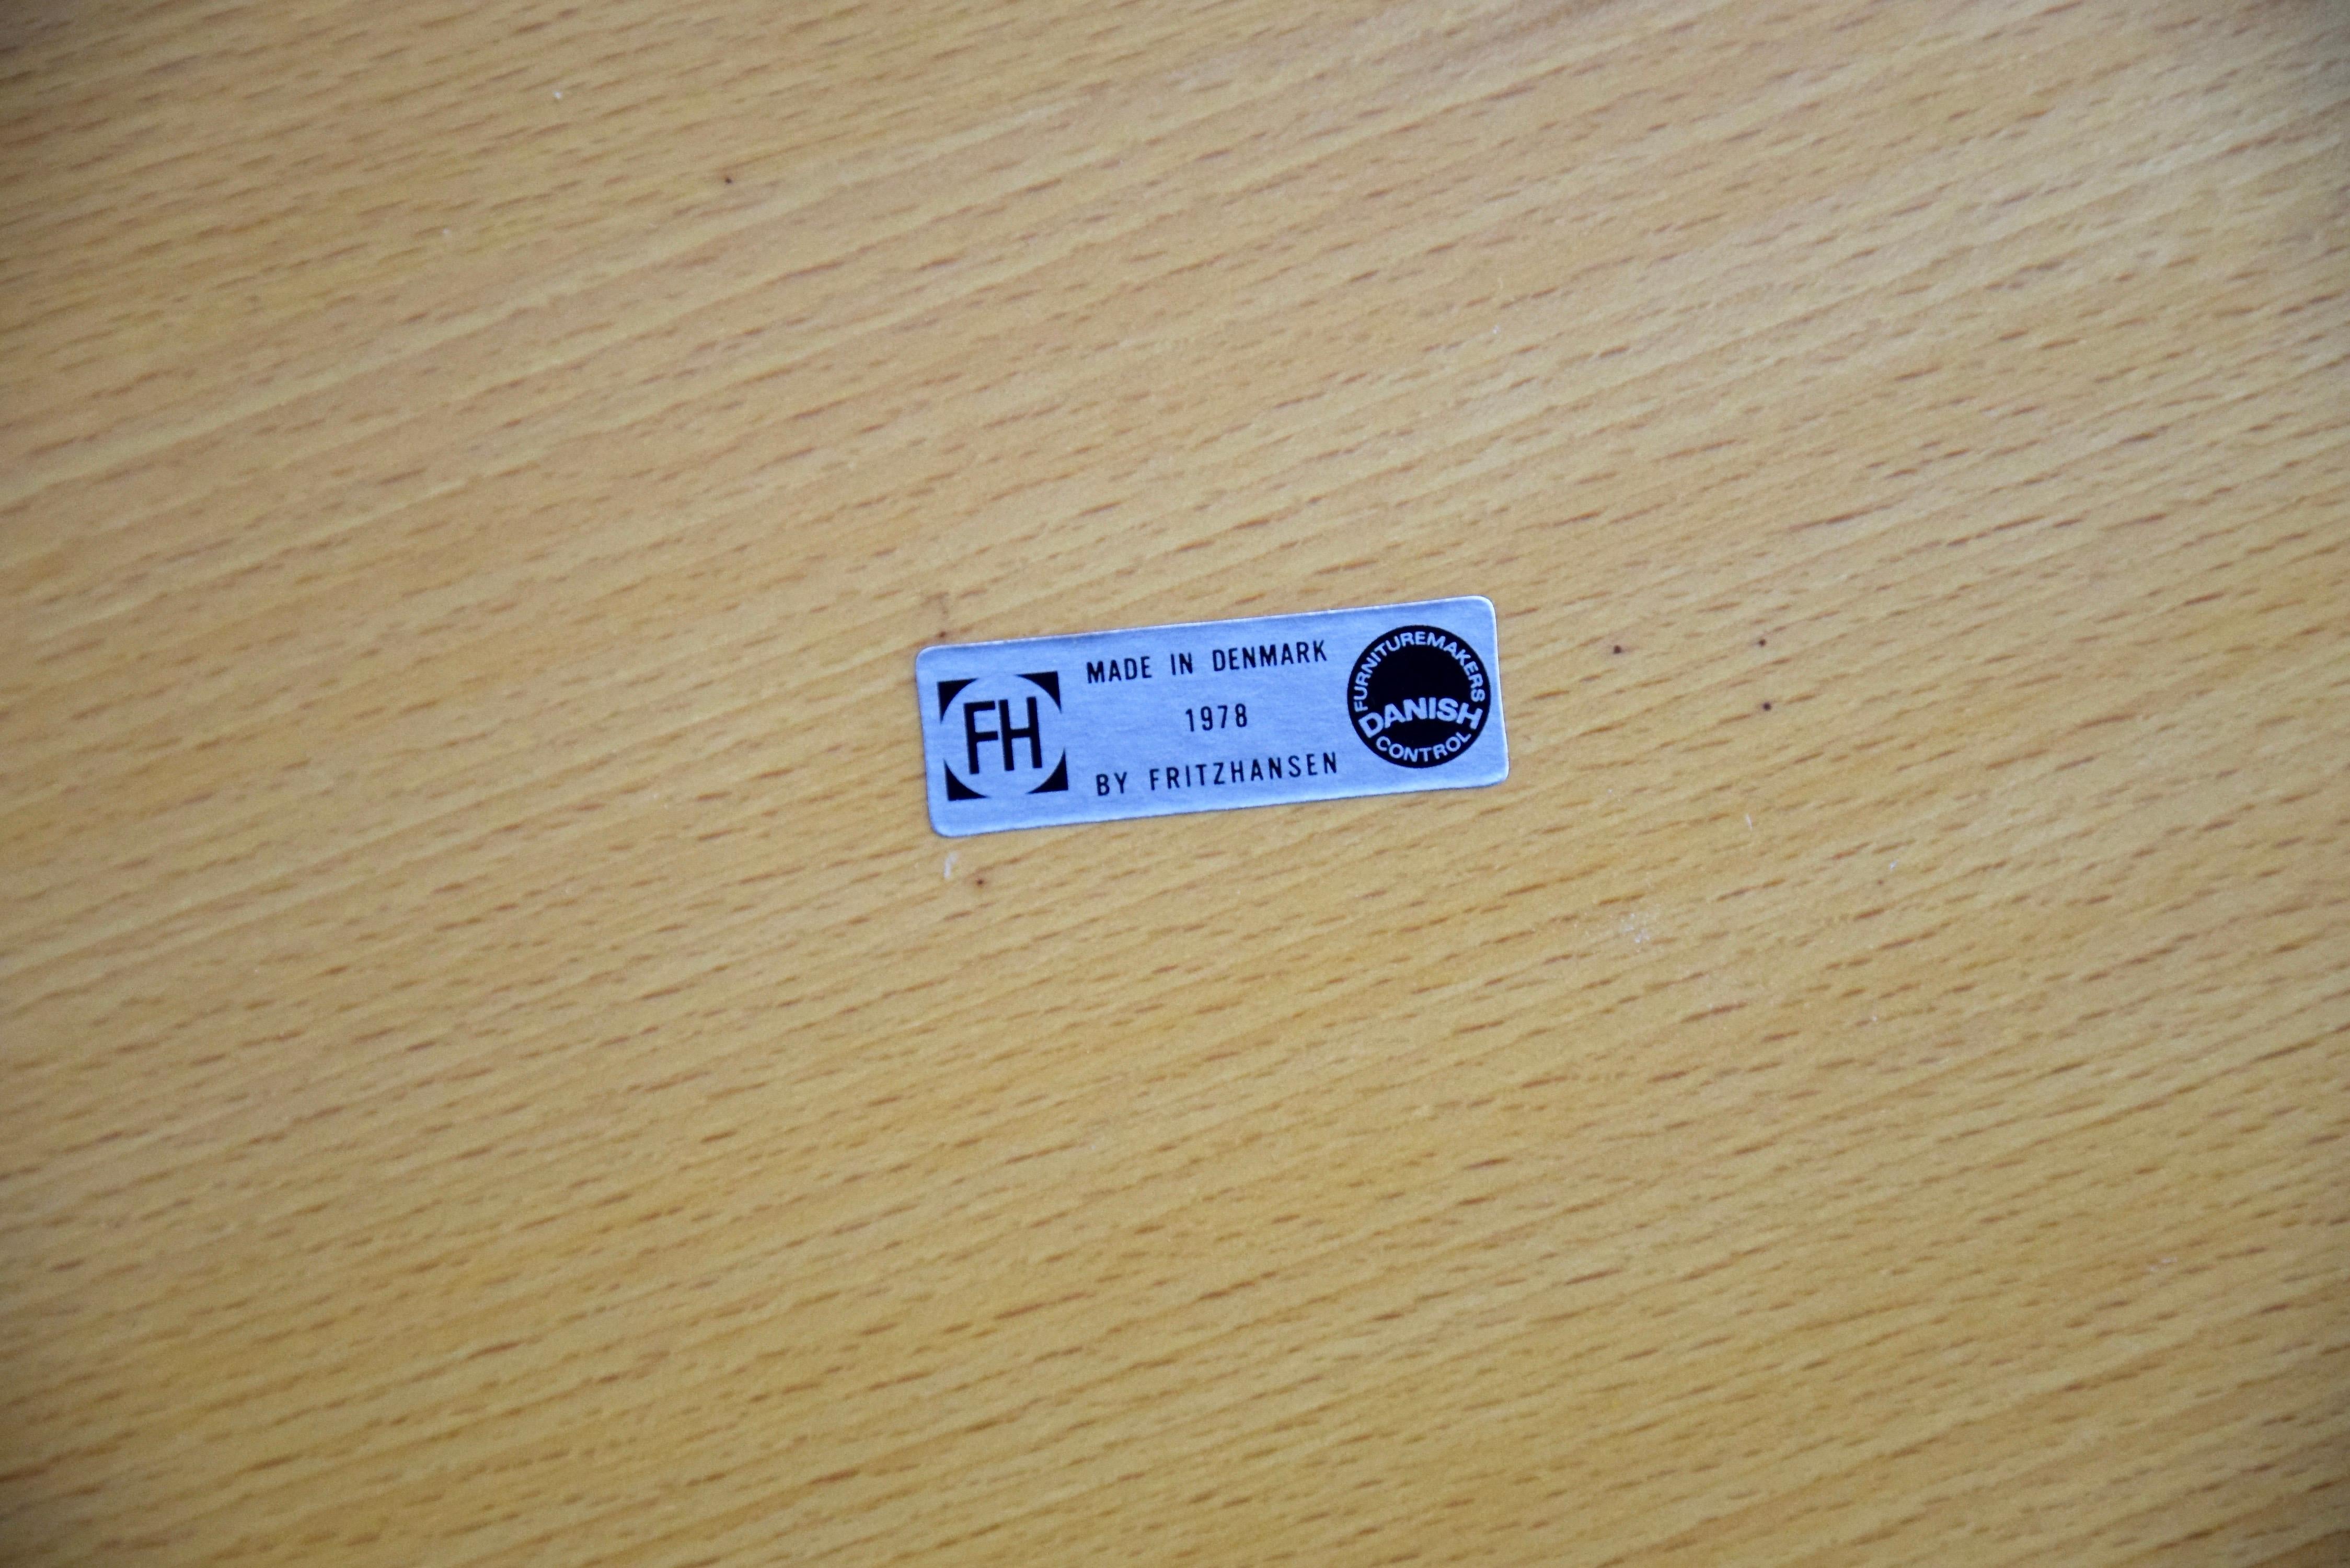 FH
MADE IN DENMARK
1978
BY FRITZHANSEN
FURNITUREMAKERS
DANISH
CONTROL